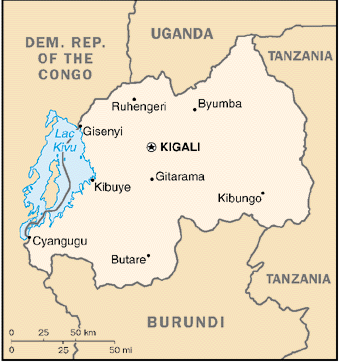 UGANDA
DEM. REP.
OF THE
CONGO
TANZANIA
Ruhengeri
Byumba
Lac
Kivu
Gisenyi
KIGALI
Kibuye
Gitarama
Kibungo
Cyangugu
Butare
TANZANIA
BURUNDI
0 25 50 km
0 25 50 mi